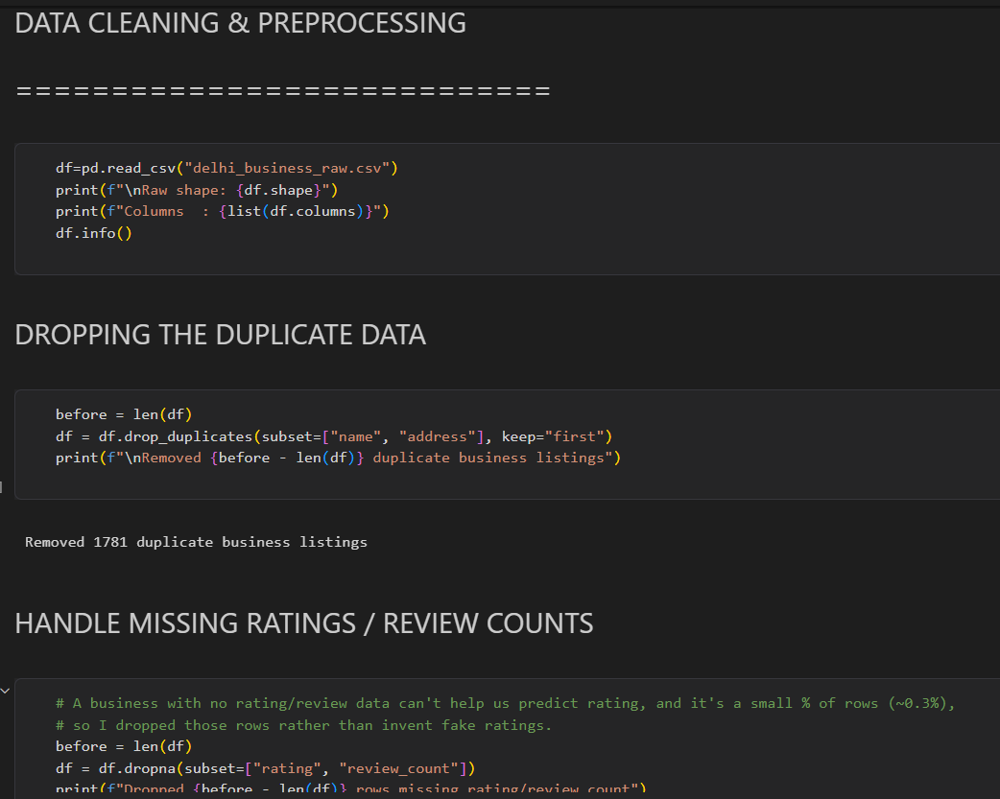 DATA CLEANING & PREPROCESSING
============================
df=pd.read_csv("delhi_business_raw.csv")
print(f"\nRaw shape: {df.shape}")
print(f"Columns  : {list(df.columns)}")
df.info()
DROPPING THE DUPLICATE DATA
before = len(df)
df = df.drop_duplicates(subset=["name", "address"], keep="first")
print(f"\nRemoved {before - len(df)} duplicate business listings")
Removed 1781 duplicate business listings
HANDLE MISSING RATINGS / REVIEW COUNTS
# A business with no rating/review data can't help us predict rating, and it's a small % of rows (~0.3%),
# so I dropped those rows rather than invent fake ratings.
before = len(df)
df = df.dropna(subset=["rating", "review_count"])
print(f"Dropped {before - len(df)} rows missing rating/review_count")